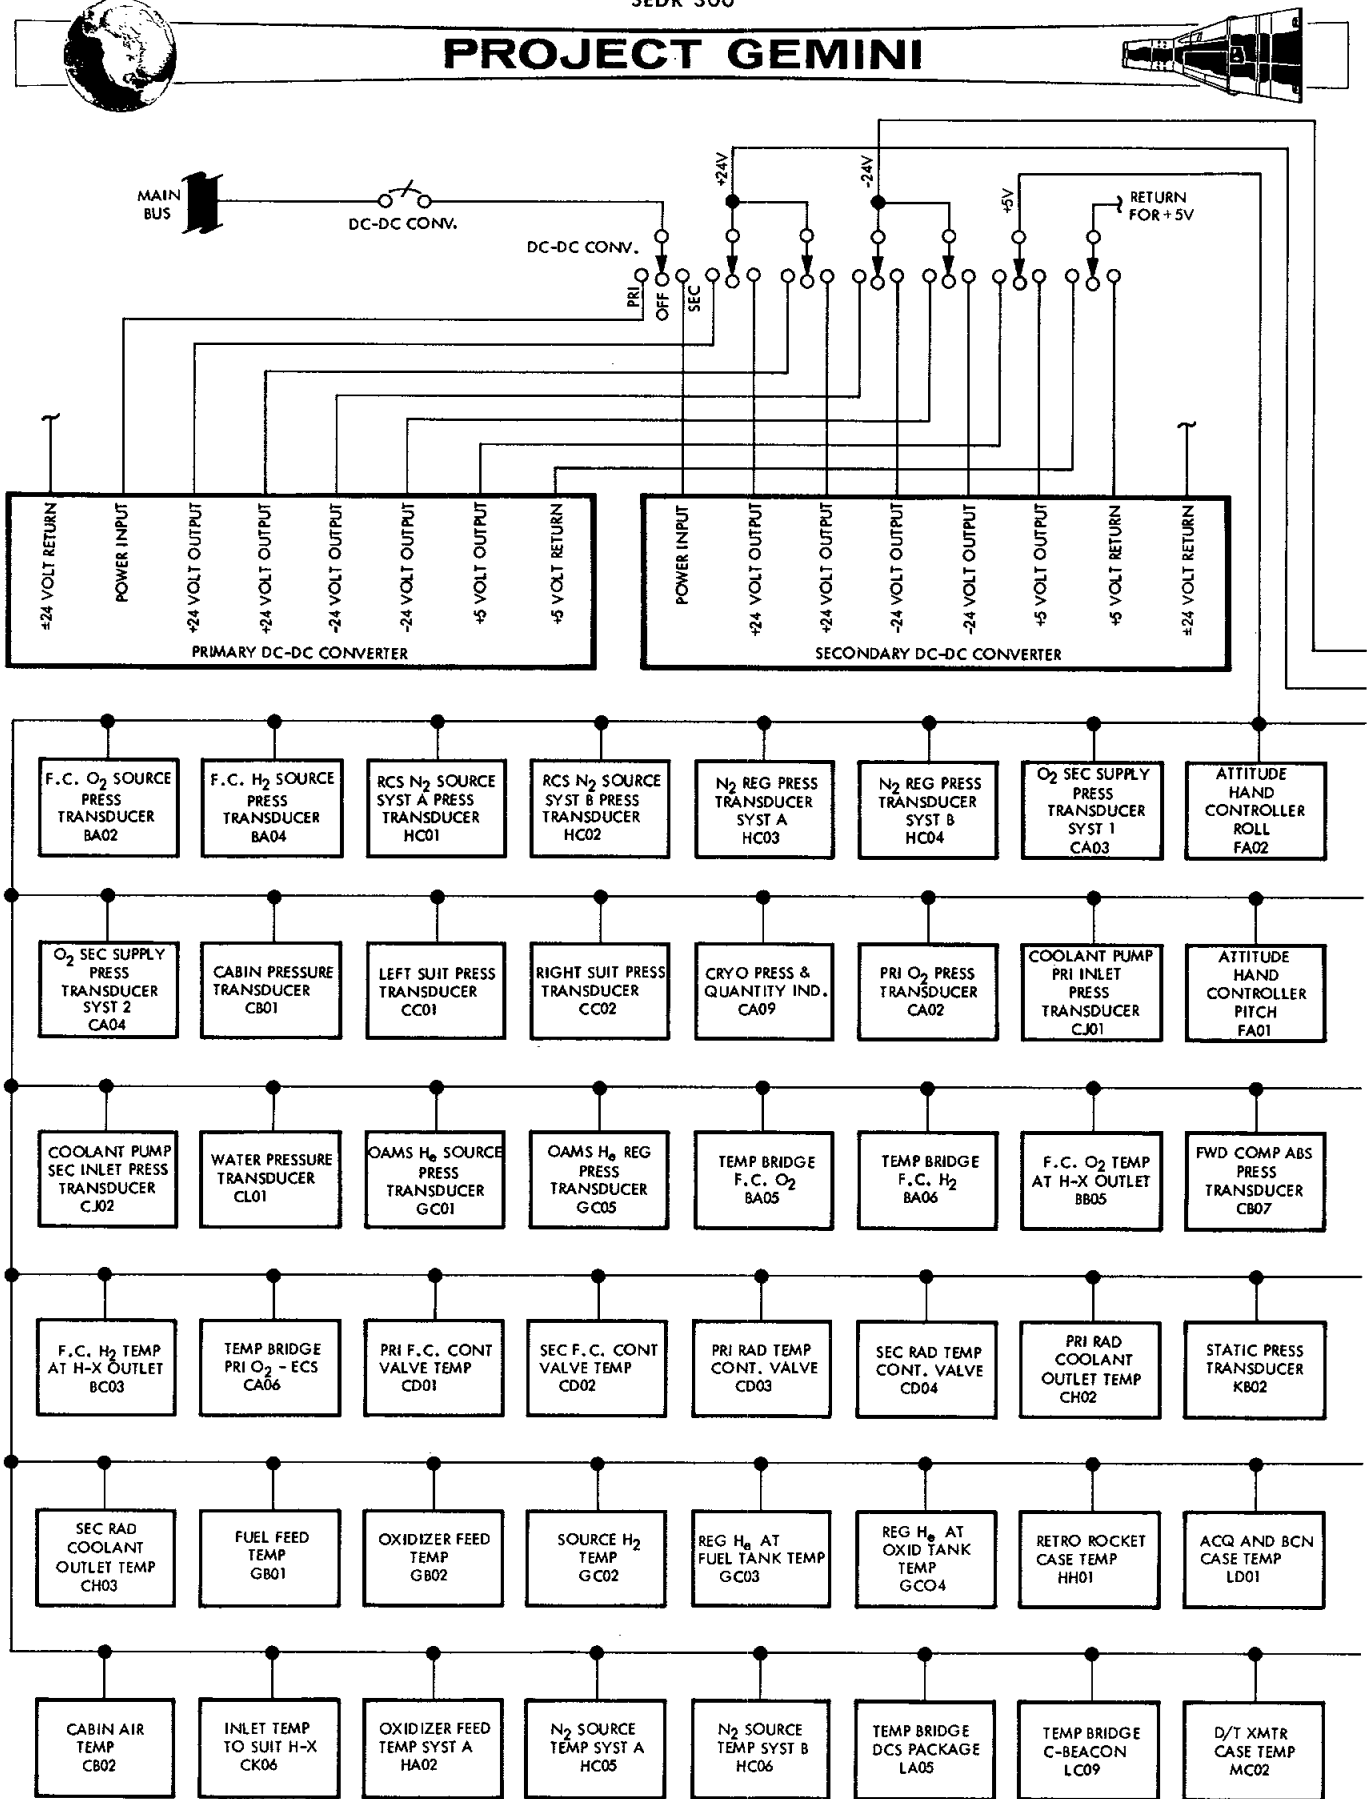 SEDR 300
PROJECT GEMINI
MAIN
BUS
DC-DC CONV.
DC-DC CONV.
PRI
OFF
SEC
+24V
-24V
+5V
RETURN
FOR +5V
±24 VOLT RETURN
POWER INPUT
+24 VOLT OUTPUT
+24 VOLT OUTPUT
-24 VOLT OUTPUT
-24 VOLT OUTPUT
+5 VOLT OUTPUT
+5 VOLT RETURN
PRIMARY DC-DC CONVERTER
POWER INPUT
+24 VOLT OUTPUT
+24 VOLT OUTPUT
-24 VOLT OUTPUT
-24 VOLT OUTPUT
+5 VOLT OUTPUT
+5 VOLT RETURN
±24 VOLT RETURN
SECONDARY DC-DC CONVERTER
F.C. O2 SOURCE
PRESS
TRANSDUCER
BA02
F.C. H2 SOURCE
PRESS
TRANSDUCER
BA04
RCS N2 SOURCE
SYST A PRESS
TRANSDUCER
HC01
RCS N2 SOURCE
SYST B PRESS
TRANSDUCER
HC02
N2 REG PRESS
TRANSDUCER
SYST A
HC03
N2 REG PRESS
TRANSDUCER
SYST B
HC04
O2 SEC SUPPLY
PRESS
TRANSDUCER
SYST 1
CA03
ATTITUDE
HAND
CONTROLLER
ROLL
FA02
O2 SEC SUPPLY
PRESS
TRANSDUCER
SYST 2
CA04
CABIN PRESSURE
TRANSDUCER
CB01
LEFT SUIT PRESS
TRANSDUCER
CC01
RIGHT SUIT PRESS
TRANSDUCER
CC02
CRYO PRESS &
QUANTITY IND.
CA09
PRI O2 PRESS
TRANSDUCER
CA02
COOLANT PUMP
PRI INLET
PRESS
TRANSDUCER
CJ01
ATTITUDE
HAND
CONTROLLER
PITCH
FA01
COOLANT PUMP
SEC INLET PRESS
TRANSDUCER
CJ02
WATER PRESSURE
TRANSDUCER
CL01
OAMS He SOURCE
PRESS
TRANSDUCER
GC01
OAMS He REG
PRESS
TRANSDUCER
GC05
TEMP BRIDGE
F.C. O2
BA05
TEMP BRIDGE
F.C. H2
BA06
F.C. O2 TEMP
AT H-X OUTLET
BB05
FWD COMP ABS
PRESS
TRANSDUCER
CB07
F.C. H2 TEMP
AT H-X OUTLET
BC03
TEMP BRIDGE
PRI O2 - ECS
CA06
PRI F.C. CONT
VALVE TEMP
CD01
SEC F.C. CONT
VALVE TEMP
CD02
PRI RAD TEMP
CONT. VALVE
CD03
SEC RAD TEMP
CONT. VALVE
CD04
PRI RAD
COOLANT
OUTLET TEMP
CH02
STATIC PRESS
TRANSDUCER
KB02
SEC RAD
COOLANT
OUTLET TEMP
CH03
FUEL FEED
TEMP
GB01
OXIDIZER FEED
TEMP
GB02
SOURCE H2
TEMP
GC02
REG He AT
FUEL TANK TEMP
GC03
REG He AT
OXID TANK
TEMP
GCO4
RETRO ROCKET
CASE TEMP
HH01
ACQ AND BCN
CASE TEMP
LD01
CABIN AIR
TEMP
CB02
INLET TEMP
TO SUIT H-X
CK06
OXIDIZER FEED
TEMP SYST A
HA02
N2 SOURCE
TEMP SYST A
HC05
N2 SOURCE
TEMP SYST B
HC06
TEMP BRIDGE
DCS PACKAGE
LA05
TEMP BRIDGE
C-BEACON
LC09
D/T XMTR
CASE TEMP
MC02